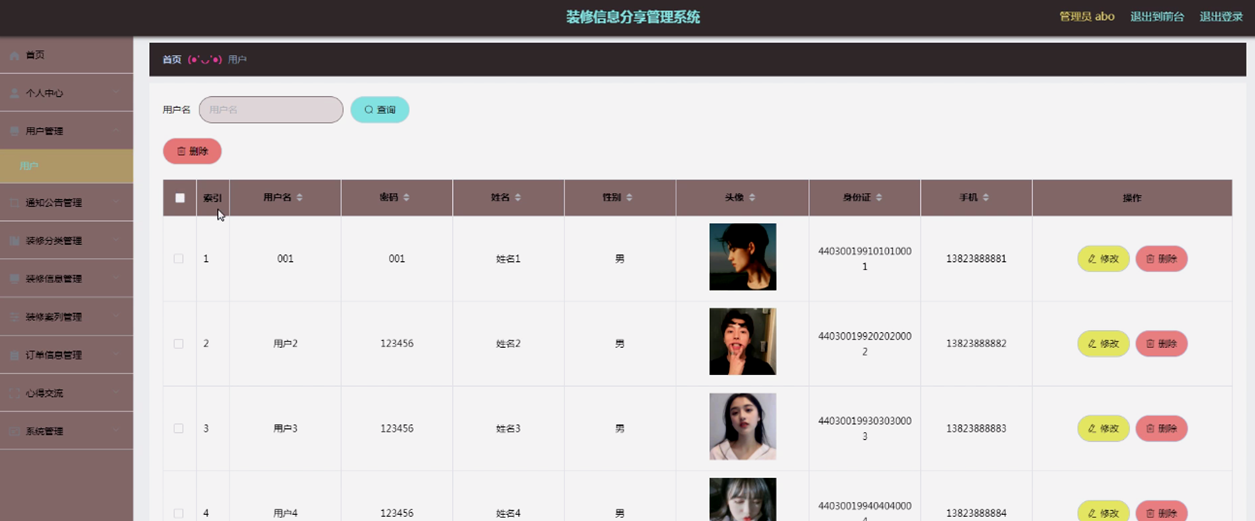 装修信息分享管理系统
管理员 abo 退出到前台 退出登录
首页
个人中心
用户管理
用户
通知公告管理
装修分类管理
装修信息管理
装修案列管理
订单信息管理
心得交流
系统管理
首页 (●'◡'●) 用户
用户名 用户名 查询
删除
索引 用户名 密码 姓名 性别 头像 身份证 手机 操作
1 001 001 姓名1 男 44030019910101000 13823888881 修改 删除
1
2 用户2 123456 姓名2 男 44030019920202000 13823888882 修改 删除
2
3 用户3 123456 姓名3 男 44030019930303000 13823888883 修改 删除
3
4 用户4 123456 姓名4 男 44030019940404000 13823888884 修改 删除